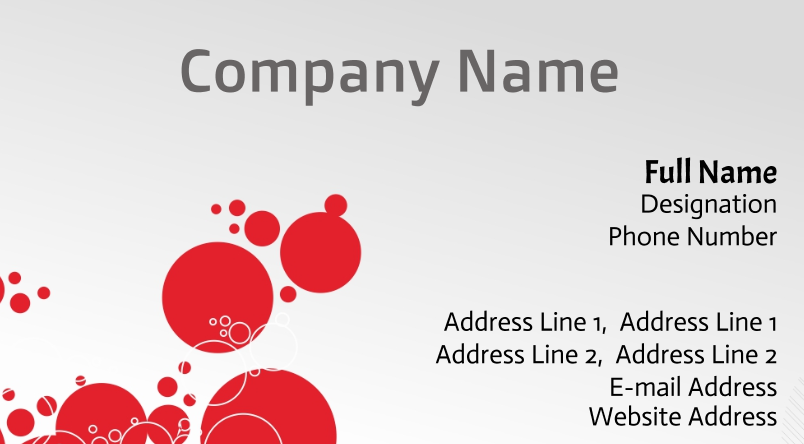 Company Name
Full Name
Designation
Phone Number
Address Line 1,  Address Line 1
Address Line 2,  Address Line 2
E-mail Address
Website Address